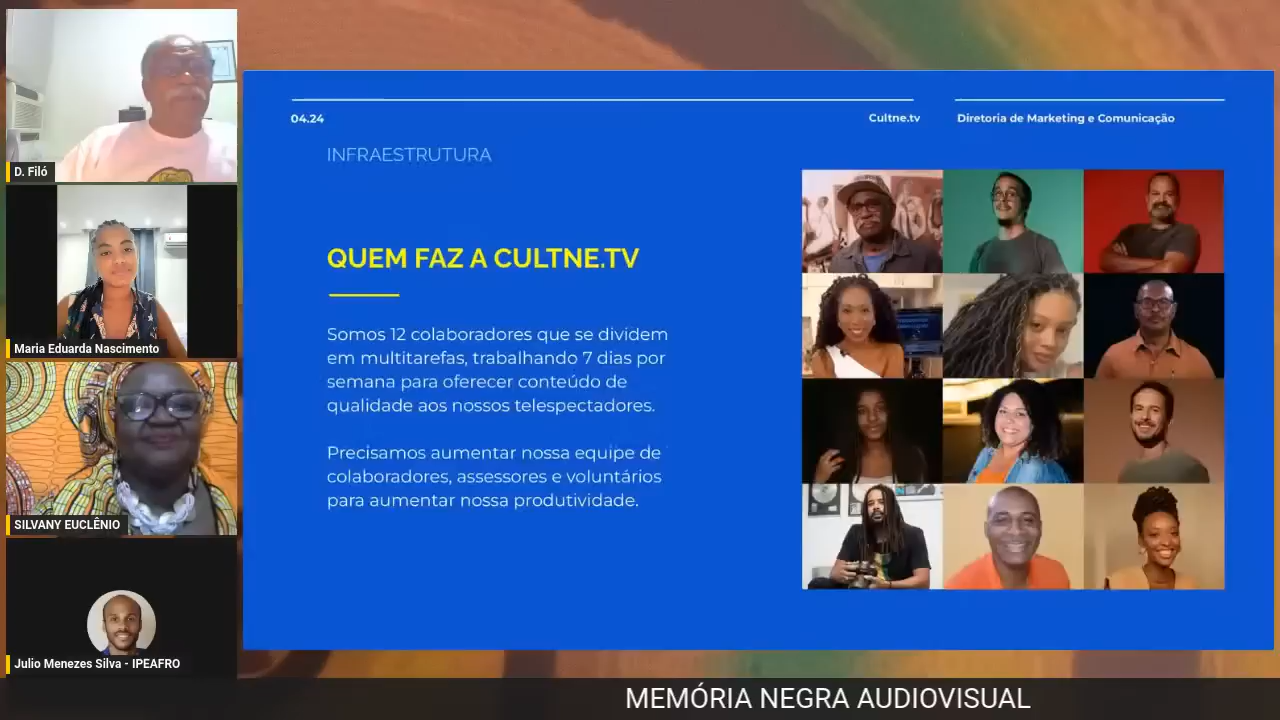 D. Filó
Maria Eduarda Nascimento
SILVANY EUCLÊNIO
Julio Menezes Silva - IPEAFRO
04.24
Cultne.tv
Diretoria de Marketing e Comunicação
INFRAESTRUTURA
QUEM FAZ A CULTNE.TV
Somos 12 colaboradores que se dividem
em multitarefas, trabalhando 7 dias por
semana para oferecer conteúdo de
qualidade aos nossos telespectadores.
Precisamos aumentar nossa equipe de
colaboradores, assessores e voluntários
para aumentar nossa produtividade.
MEMÓRIA NEGRA AUDIOVISUAL